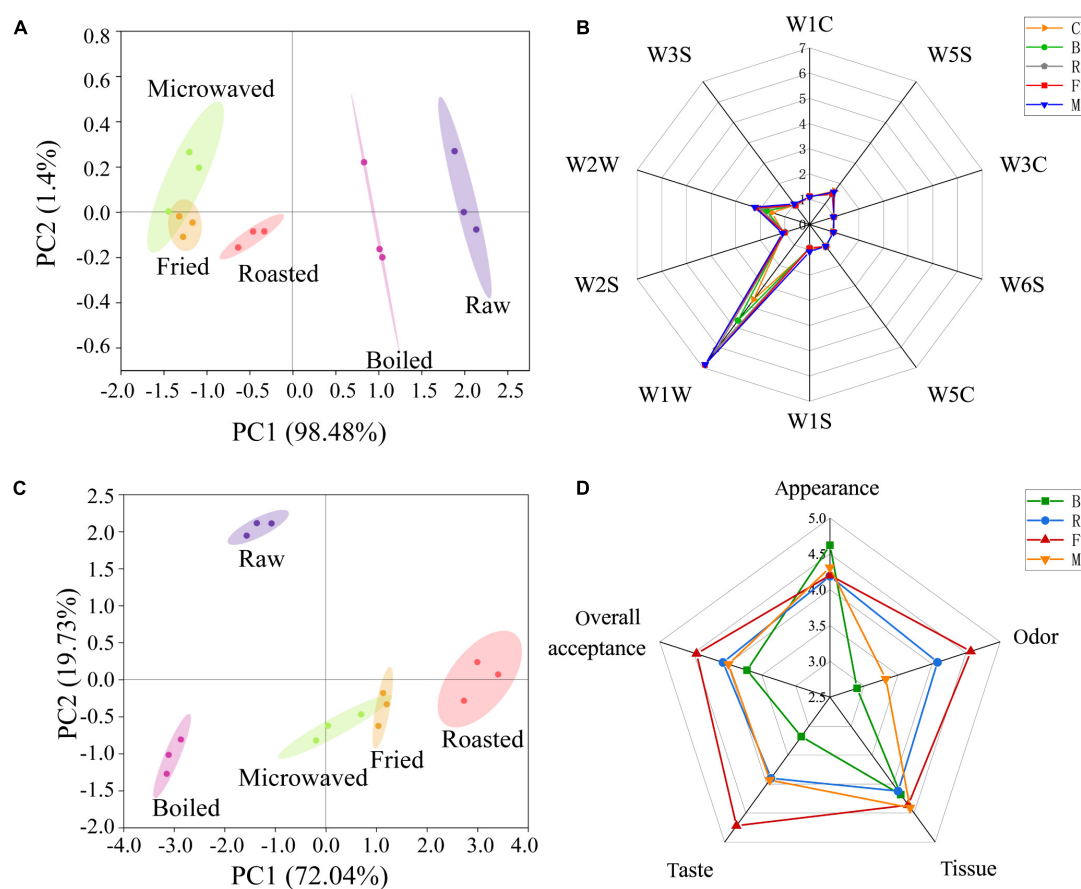 A
0.8
0.6
0.4
0.2
0.0
-0.2
-0.4
-0.6
PC2 (1.4%)
Microwaved
Fried
Roasted
Boiled
Raw
-2.0 -1.5 -1.0 -0.5 0.0 0.5 1.0 1.5 2.0 2.5
PC1 (98.48%)
B
W1C
W5S
W3C
W6S
W5C
W1S
W1W
W2S
W2W
W3S
7
6
5
4
3
2
1
0
C
B
R
F
M
C
2.5
2.0
1.5
1.0
0.5
0.0
-0.5
-1.0
-1.5
-2.0
PC2 (19.73%)
Raw
Roasted
Fried
Microwaved
Boiled
-4.0 -3.0 -2.0 -1.0 0.0 1.0 2.0 3.0 4.0
PC1 (72.04%)
D
Appearance
Odor
Tissue
Taste
Overall
acceptance
5.0
4.5
4.0
3.5
3.0
2.5
B
R
F
M